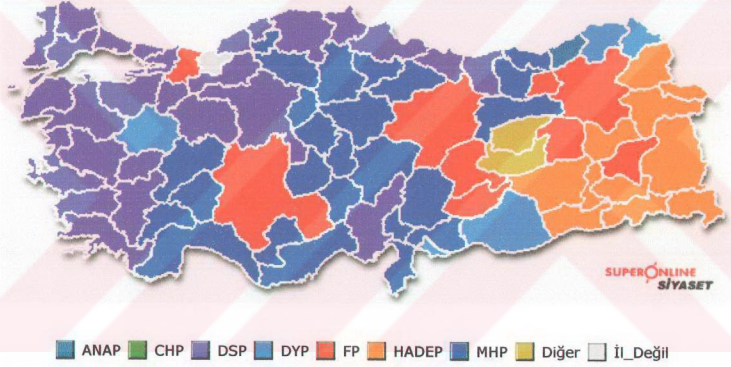 SUPERONLINE
SİYASET
ANAP CHP DSP DYP FP HADEP MHP Diğer İl_Değil